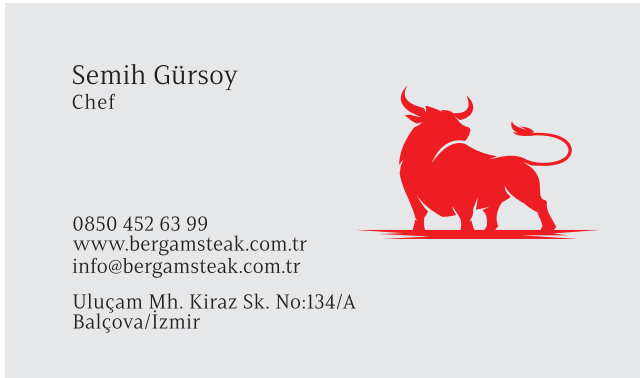 Semih Gürsoy
Chef
0850 452 63 99
www.bergamsteak.com.tr
info@bergamsteak.com.tr
Uluçam Mh. Kiraz Sk. No:134/A
Balçova/İzmir